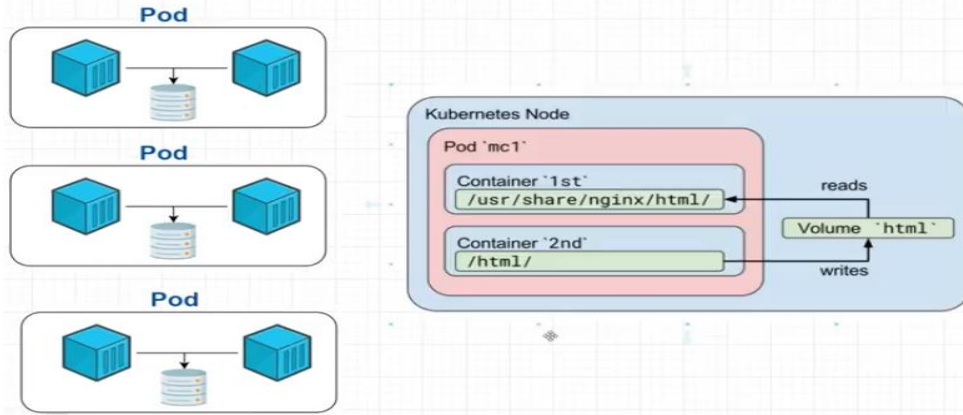 Pod
Pod
Pod
Kubernetes Node
Pod `mc1`
Container `1st`
/usr/share/nginx/html/
Container `2nd`
/html/
reads
Volume `html`
writes